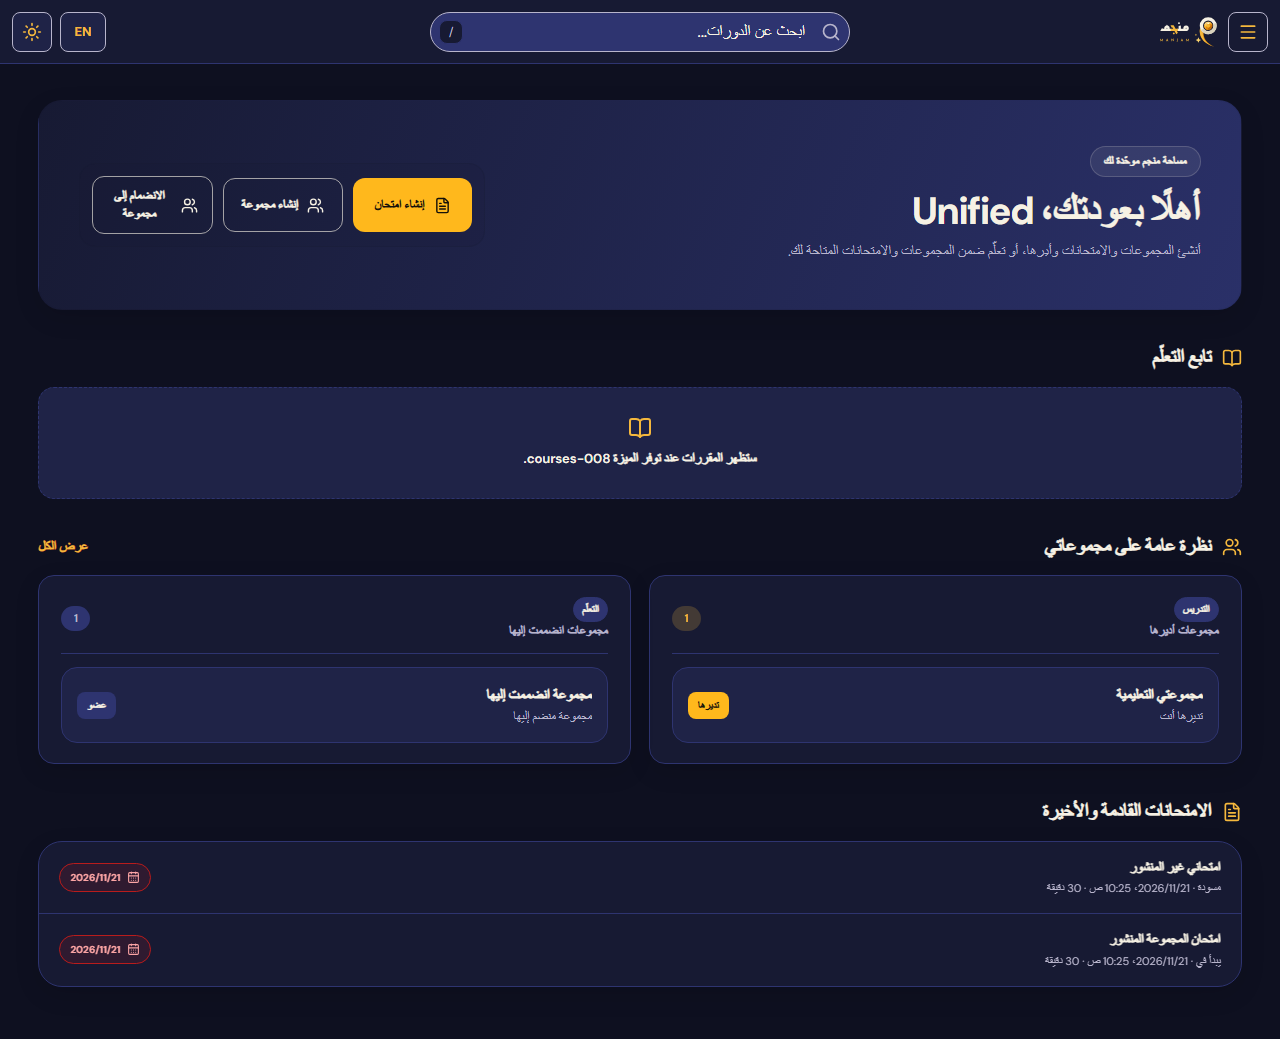 منجم
MANJAM
ابحث عن الدورات...
/
EN
مساحة منجم موحّدة لك
أهلًا بعودتك، Unified
أنشئ المجموعات والامتحانات وأدِرها، أو تعلّم ضمن المجموعات والامتحانات المتاحة لك.
إنشاء امتحان
إنشاء مجموعة
الانضمام إلى
مجموعة
تابع التعلّم
ستظهر المقررات عند توفر الميزة 008-courses.
نظرة عامة على مجموعاتي
عرض الكل
التدريس
مجموعات أديرها
1
مجموعتي التعليمية
تديرها أنت
تديرها
التعلّم
مجموعات انضممت إليها
1
مجموعة انضممت إليها
مجموعة منضم إليها
عضو
الامتحانات القادمة والأخيرة
امتحاني غير المنشور
مسودة · 2026/11/21، 10:25 ص · 30 دقيقة
2026/11/21
امتحان المجموعة المنشور
يبدأ في · 2026/11/21، 10:25 ص · 30 دقيقة
2026/11/21